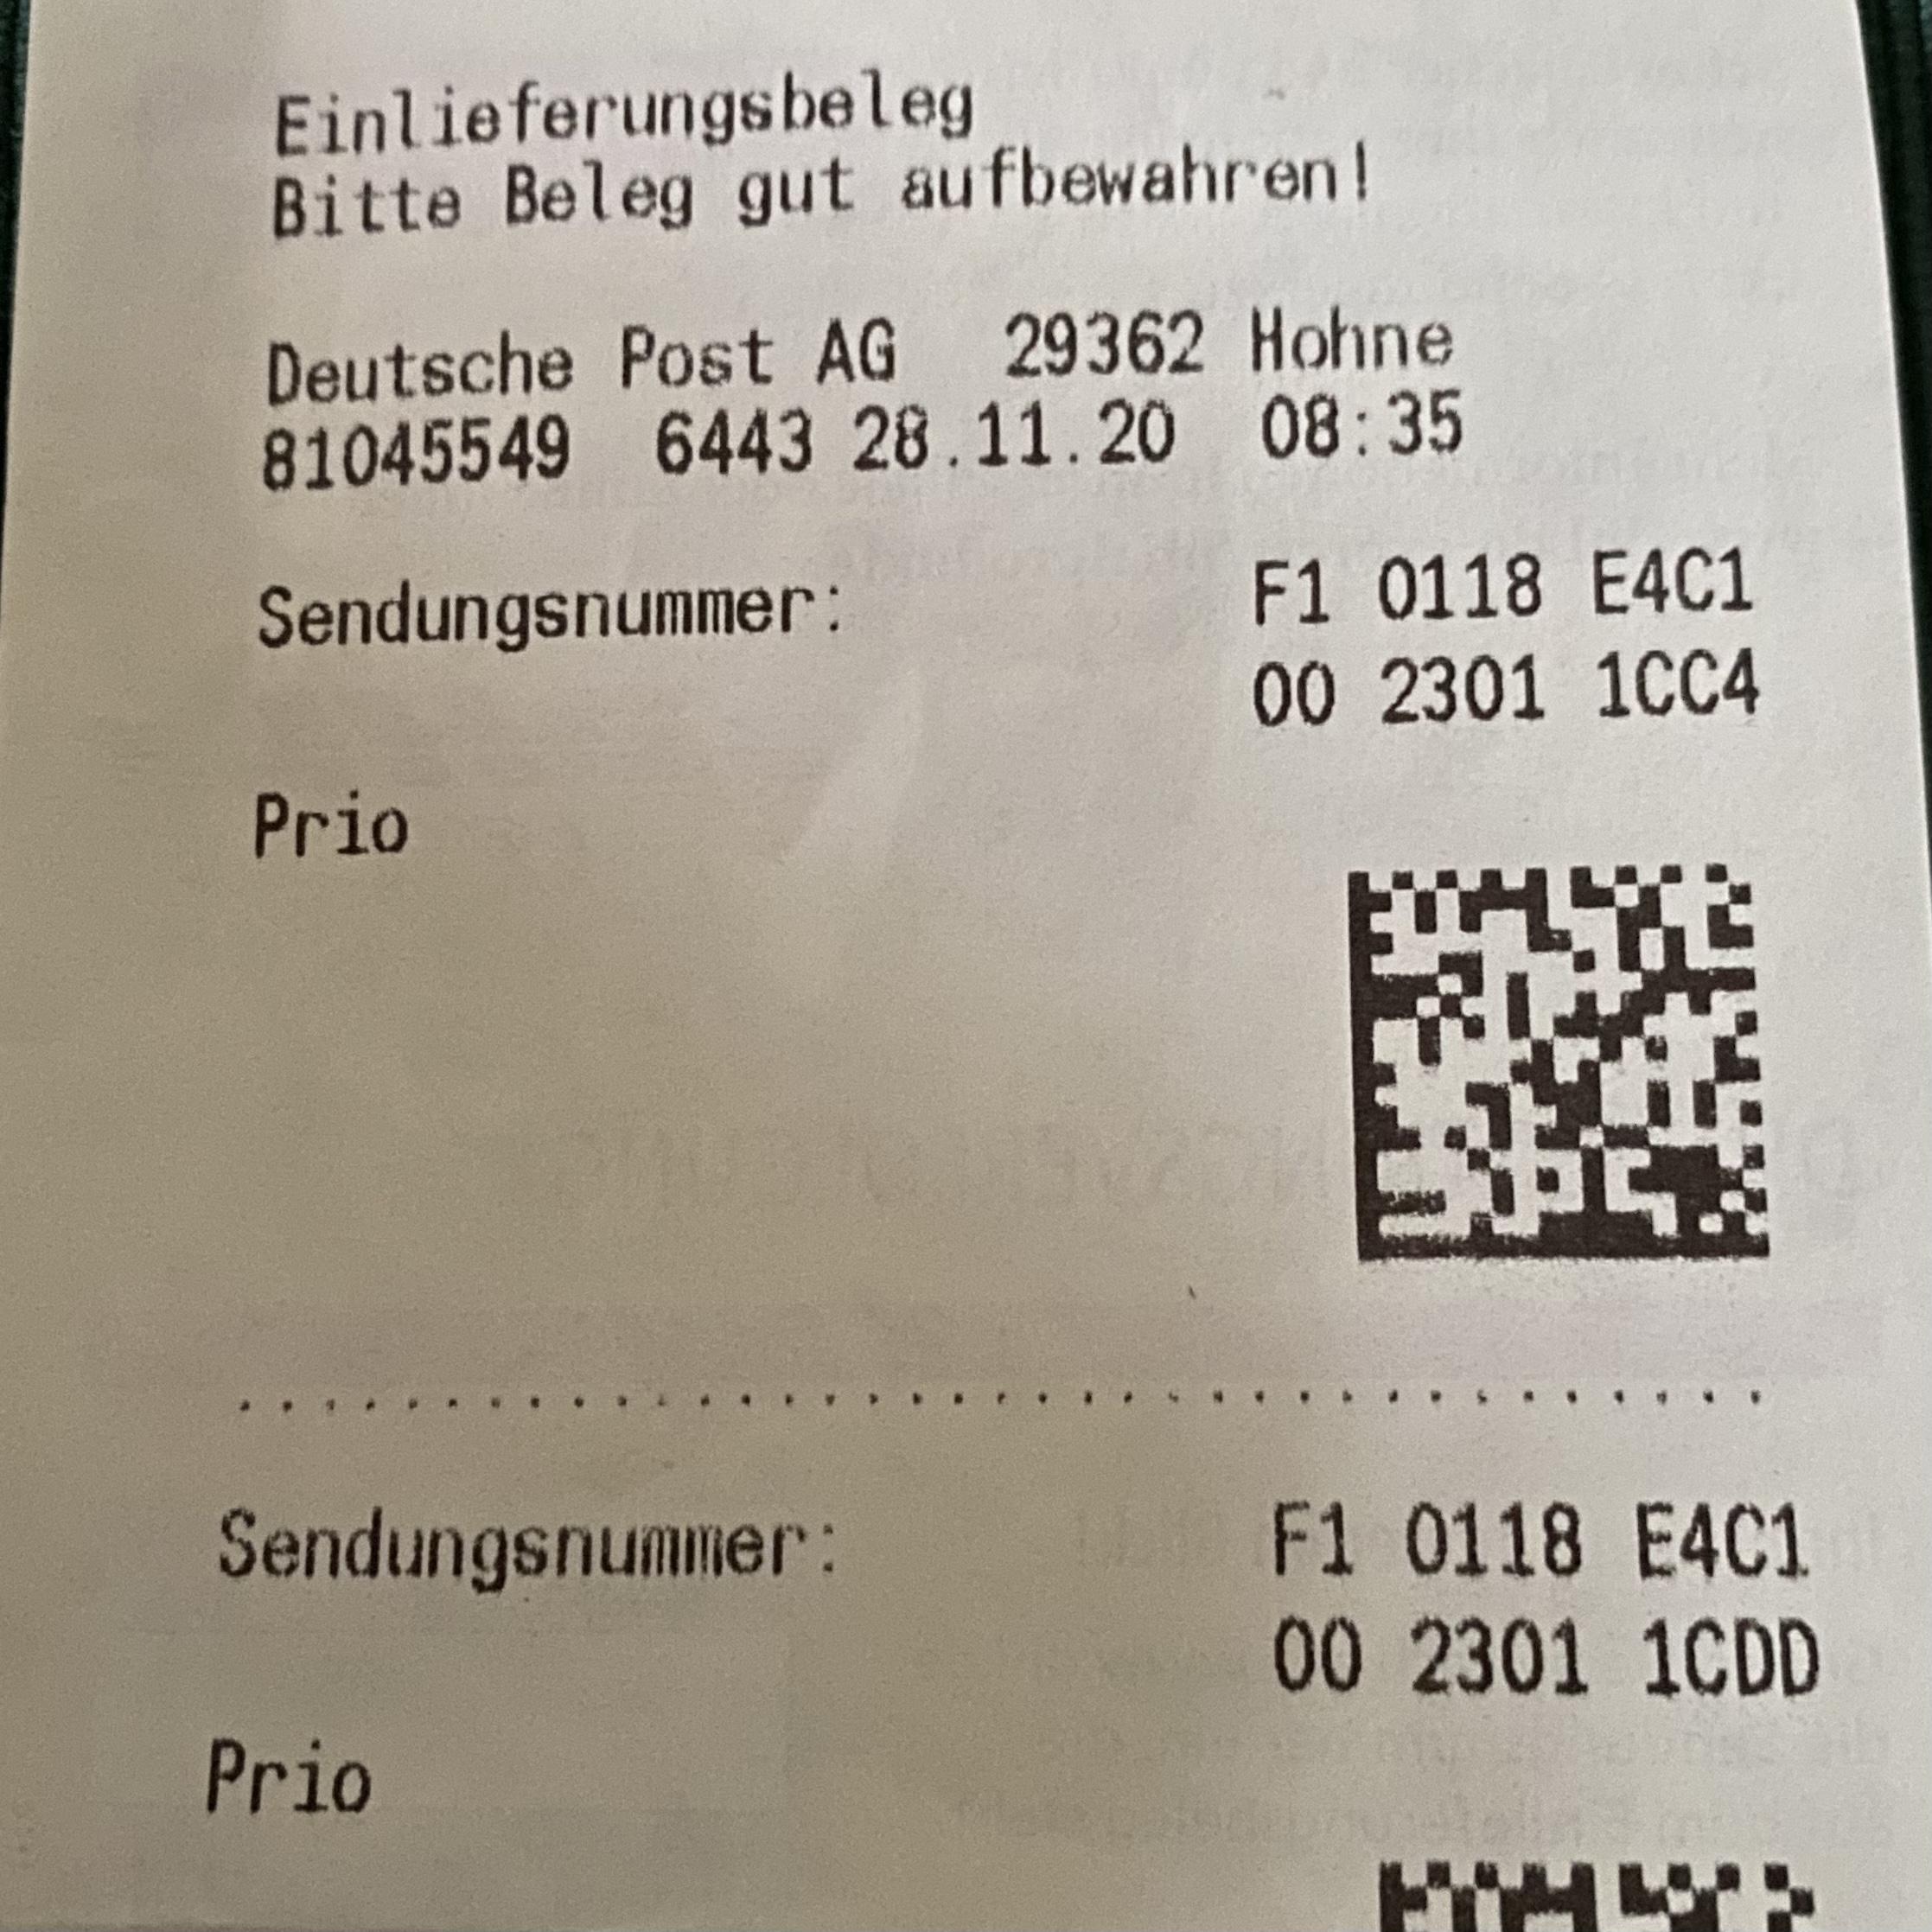 Einlieferungsbeleg
Bitte Beleg gut aufbewahren!
Deutsche Post AG 29362 Hohne
81045549 6443 28.11.20 08:35
Sendungsnummer: F1 0118 E4C1
00 2301 1CC4
Prio
Sendungsnummer: F1 0118 E4C1
00 2301 1CDD
Prio